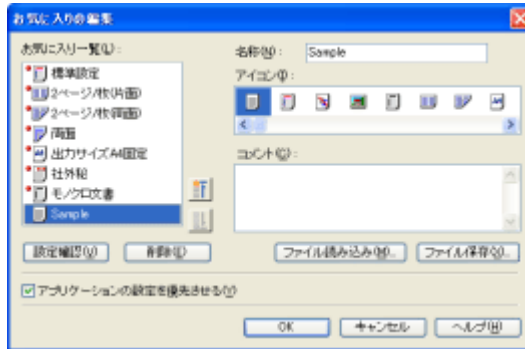 お気に入りの編集
お気に入り一覧(L):
標準設定
2ページ/枚(片面)
2ページ/枚(両面)
両面
出力サイズA4固定
社外秘
モノクロ文書
Sample
設定確認(V)
削除(D)
名称(N): Sample
アイコン(I):
コメント(C):
ファイル読み込み(M)...
ファイル保存(X)...
アプリケーションの設定を優先させる(Y)
OK
キャンセル
ヘルプ(H)